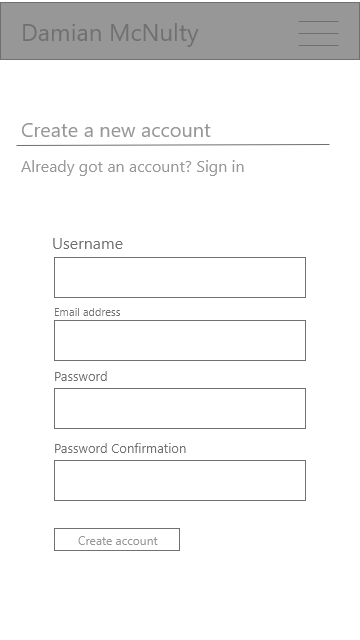 Damian McNulty
Create a new account
Already got an account? Sign in
Username
Email address
Password
Password Confirmation
Create account